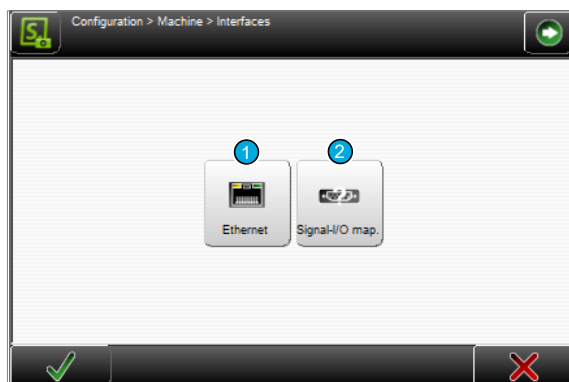 S
Configuration > Machine > Interfaces
1
2
Ethernet
Signal-I/O map.